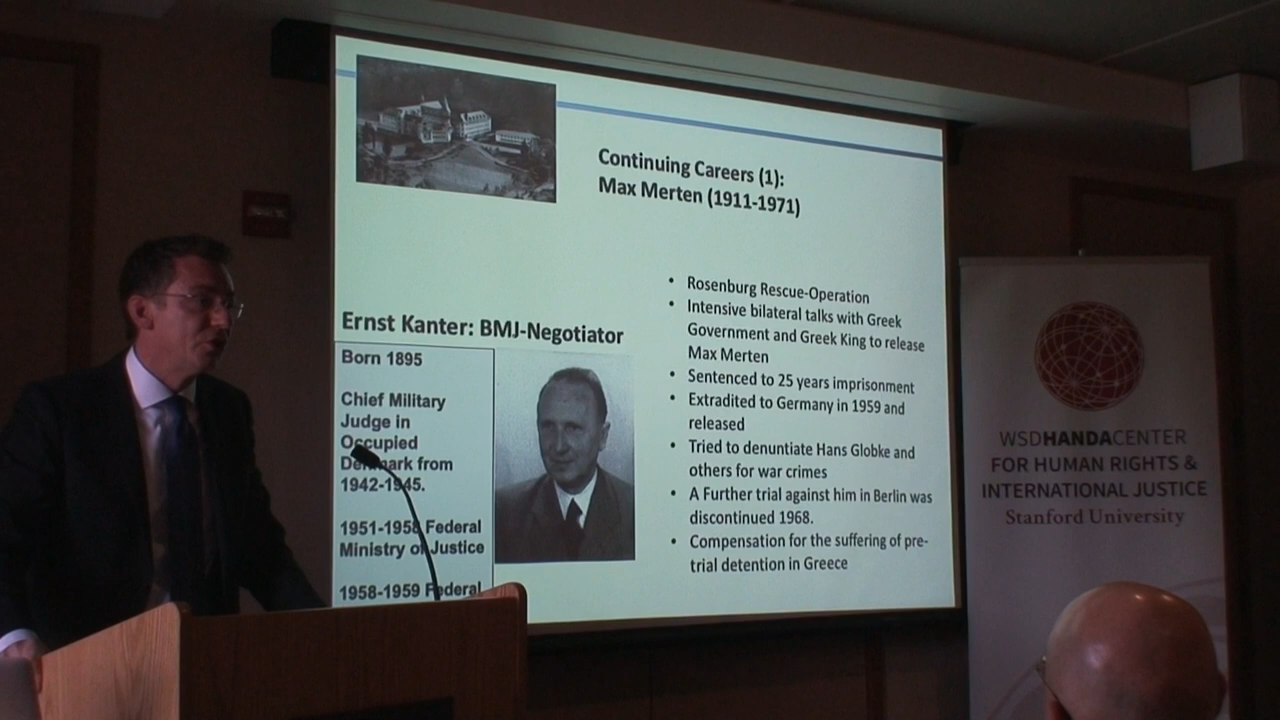 Continuing Careers (1):
Max Merten (1911-1971)
Ernst Kanter: BMJ-Negotiator
Born 1895
Chief Military
Judge in
Occupied
Denmark from
1942-1945.
1951-1958 Federal
Ministry of Justice
1958-1959 Federal
• Rosenburg Rescue-Operation
• Intensive bilateral talks with Greek
Government and Greek King to release
Max Merten
• Sentenced to 25 years imprisonment
• Extradited to Germany in 1959 and
released
• Tried to denuntiate Hans Globke and
others for war crimes
• A Further trial against him in Berlin was
discontinued 1968.
• Compensation for the suffering of pre-
trial detention in Greece
WSDHANDACENTER
FOR HUMAN RIGHTS &
INTERNATIONAL JUSTICE
Stanford University